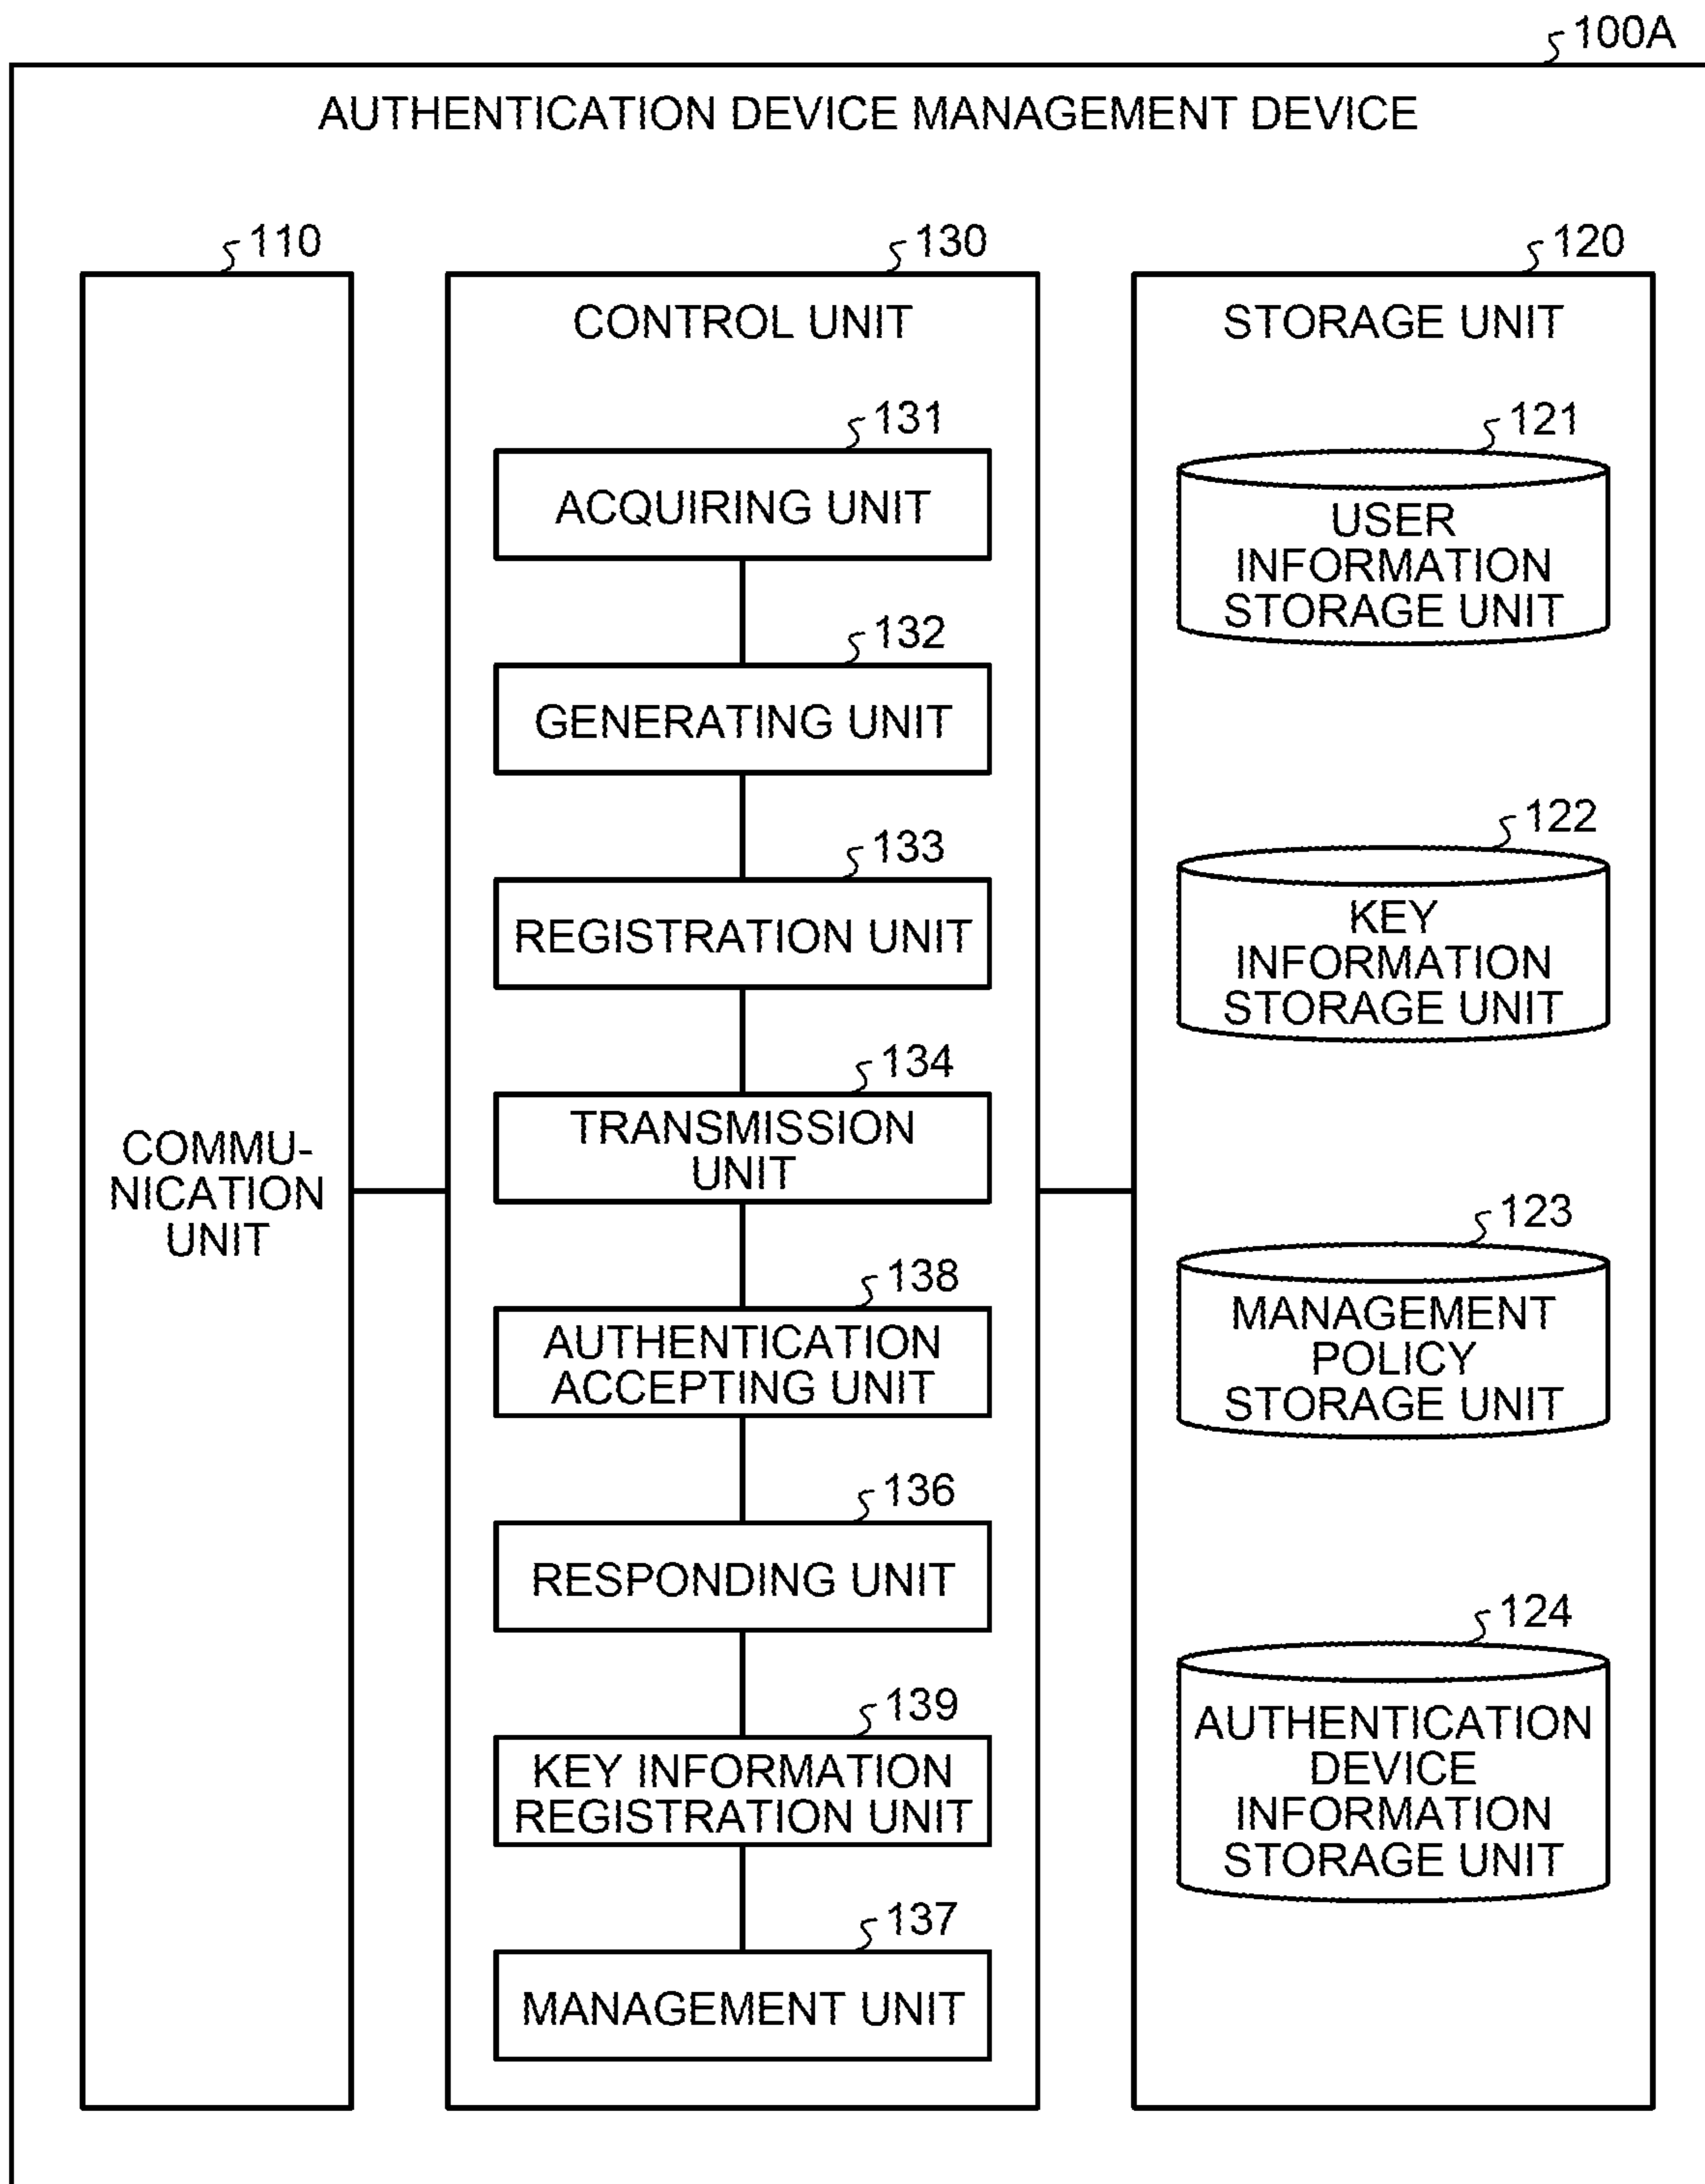 100A
AUTHENTICATION DEVICE MANAGEMENT DEVICE
110
COMMU-
NICATION
UNIT
130
CONTROL UNIT
131
ACQUIRING UNIT
132
GENERATING UNIT
133
REGISTRATION UNIT
134
TRANSMISSION
UNIT
138
AUTHENTICATION
ACCEPTING UNIT
136
RESPONDING UNIT
139
KEY INFORMATION
REGISTRATION UNIT
137
MANAGEMENT UNIT
120
STORAGE UNIT
121
USER
INFORMATION
STORAGE UNIT
122
KEY
INFORMATION
STORAGE UNIT
123
MANAGEMENT
POLICY
STORAGE UNIT
124
AUTHENTICATION
DEVICE
INFORMATION
STORAGE UNIT